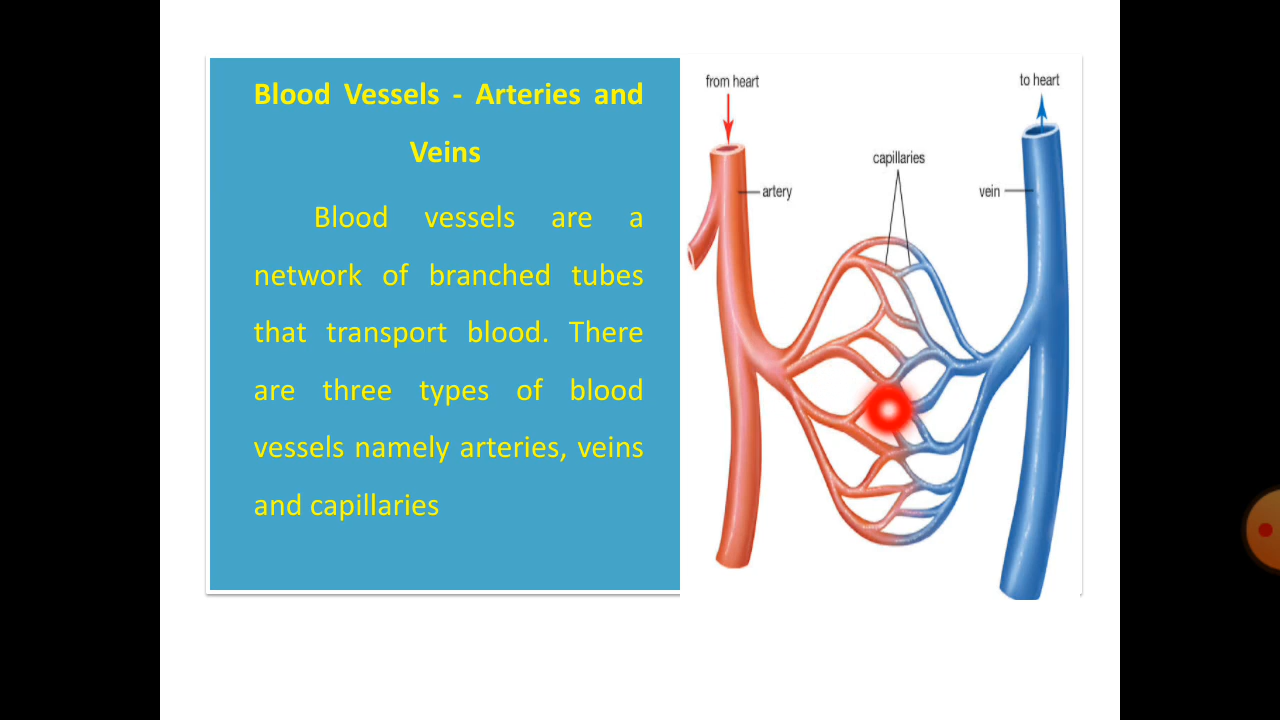 Blood Vessels - Arteries and
Veins
Blood vessels are a
network of branched tubes
that transport blood. There
are three types of blood
vessels namely arteries, veins
and capillaries
from heart
to heart
capillaries
artery
vein